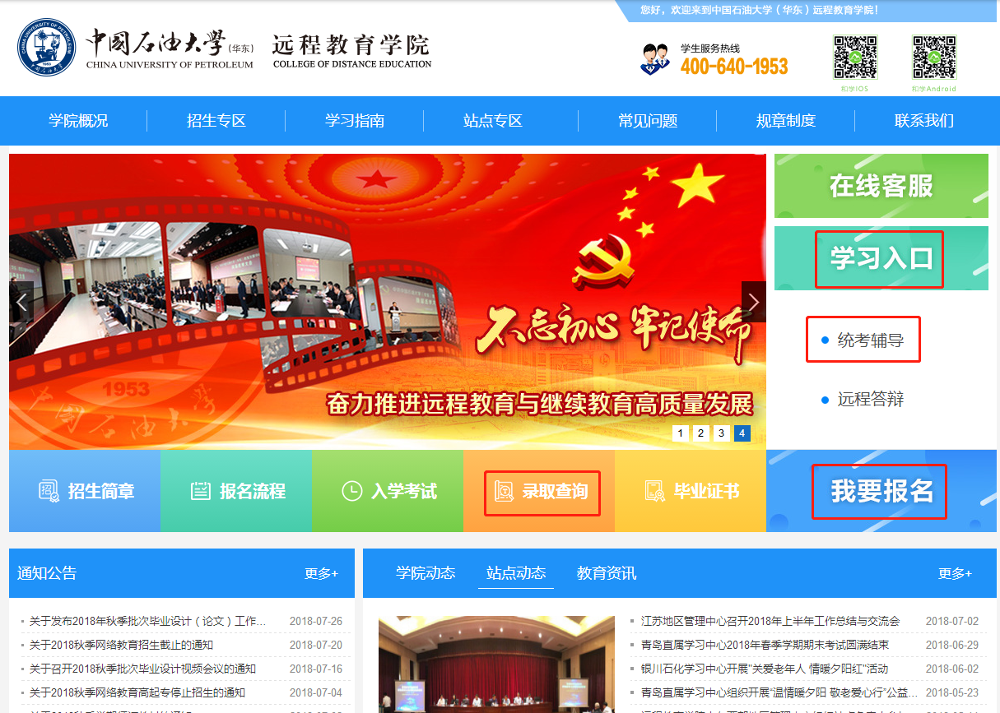 您好，欢迎来到中国石油大学（华东）远程教育学院！
中国石油大学（华东） 远程教育学院
CHINA UNIVERSITY OF PETROLEUM COLLEGE OF DISTANCE EDUCATION
学生服务热线
400-640-1953
和学IOS 和学Android
学院概况 招生专区 学习指南 站点专区 常见问题 规章制度 联系我们
在线客服
学习入口
统考辅导
远程答辩
不忘初心 牢记使命
1953
奋力推进远程教育与继续教育高质量发展
1 2 3 4
招生简章 报名流程 入学考试 录取查询 毕业证书 我要报名
通知公告 更多+
关于发布2018年秋季批次毕业设计（论文）工作… 2018-07-26
关于2018秋季网络教育招生截止的通知 2018-07-20
关于召开2018秋季批次毕业设计视频会议的通知 2018-07-16
关于2018秋季网络教育高起专停止招生的通知 2018-07-04
学院动态 站点动态 教育资讯 更多+
江苏地区管理中心召开2018年上半年工作总结与交流会 2018-07-02
青岛直属学习中心2018年春季学期期末考试圆满结束 2018-06-29
银川石化学习中心开展"关爱老年人 情暖夕阳红"活动 2018-06-02
青岛直属学习中心组织开展"温情暖夕阳 敬老爱心行"公益… 2018-05-23